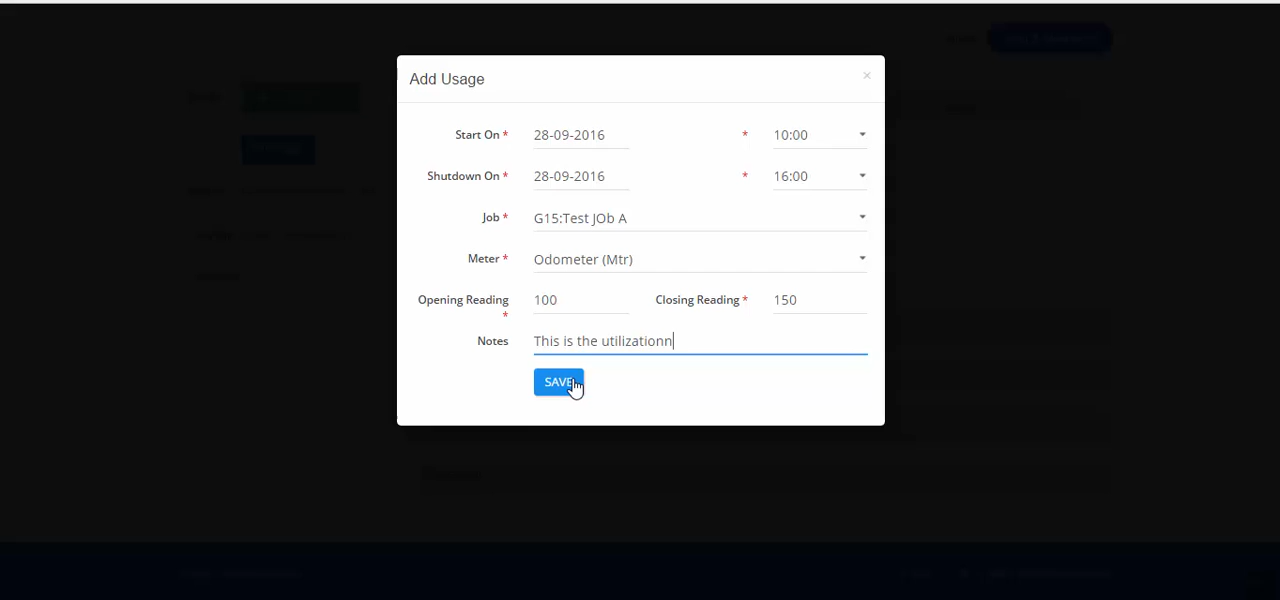 Add Usage ×
Start On * 28-09-2016 * 10:00
Shutdown On * 28-09-2016 * 16:00
Job * G15:Test JOb A
Meter * Odometer (Mtr)
Opening Reading * 100 Closing Reading * 150
Notes This is the utilizationn
SAVE